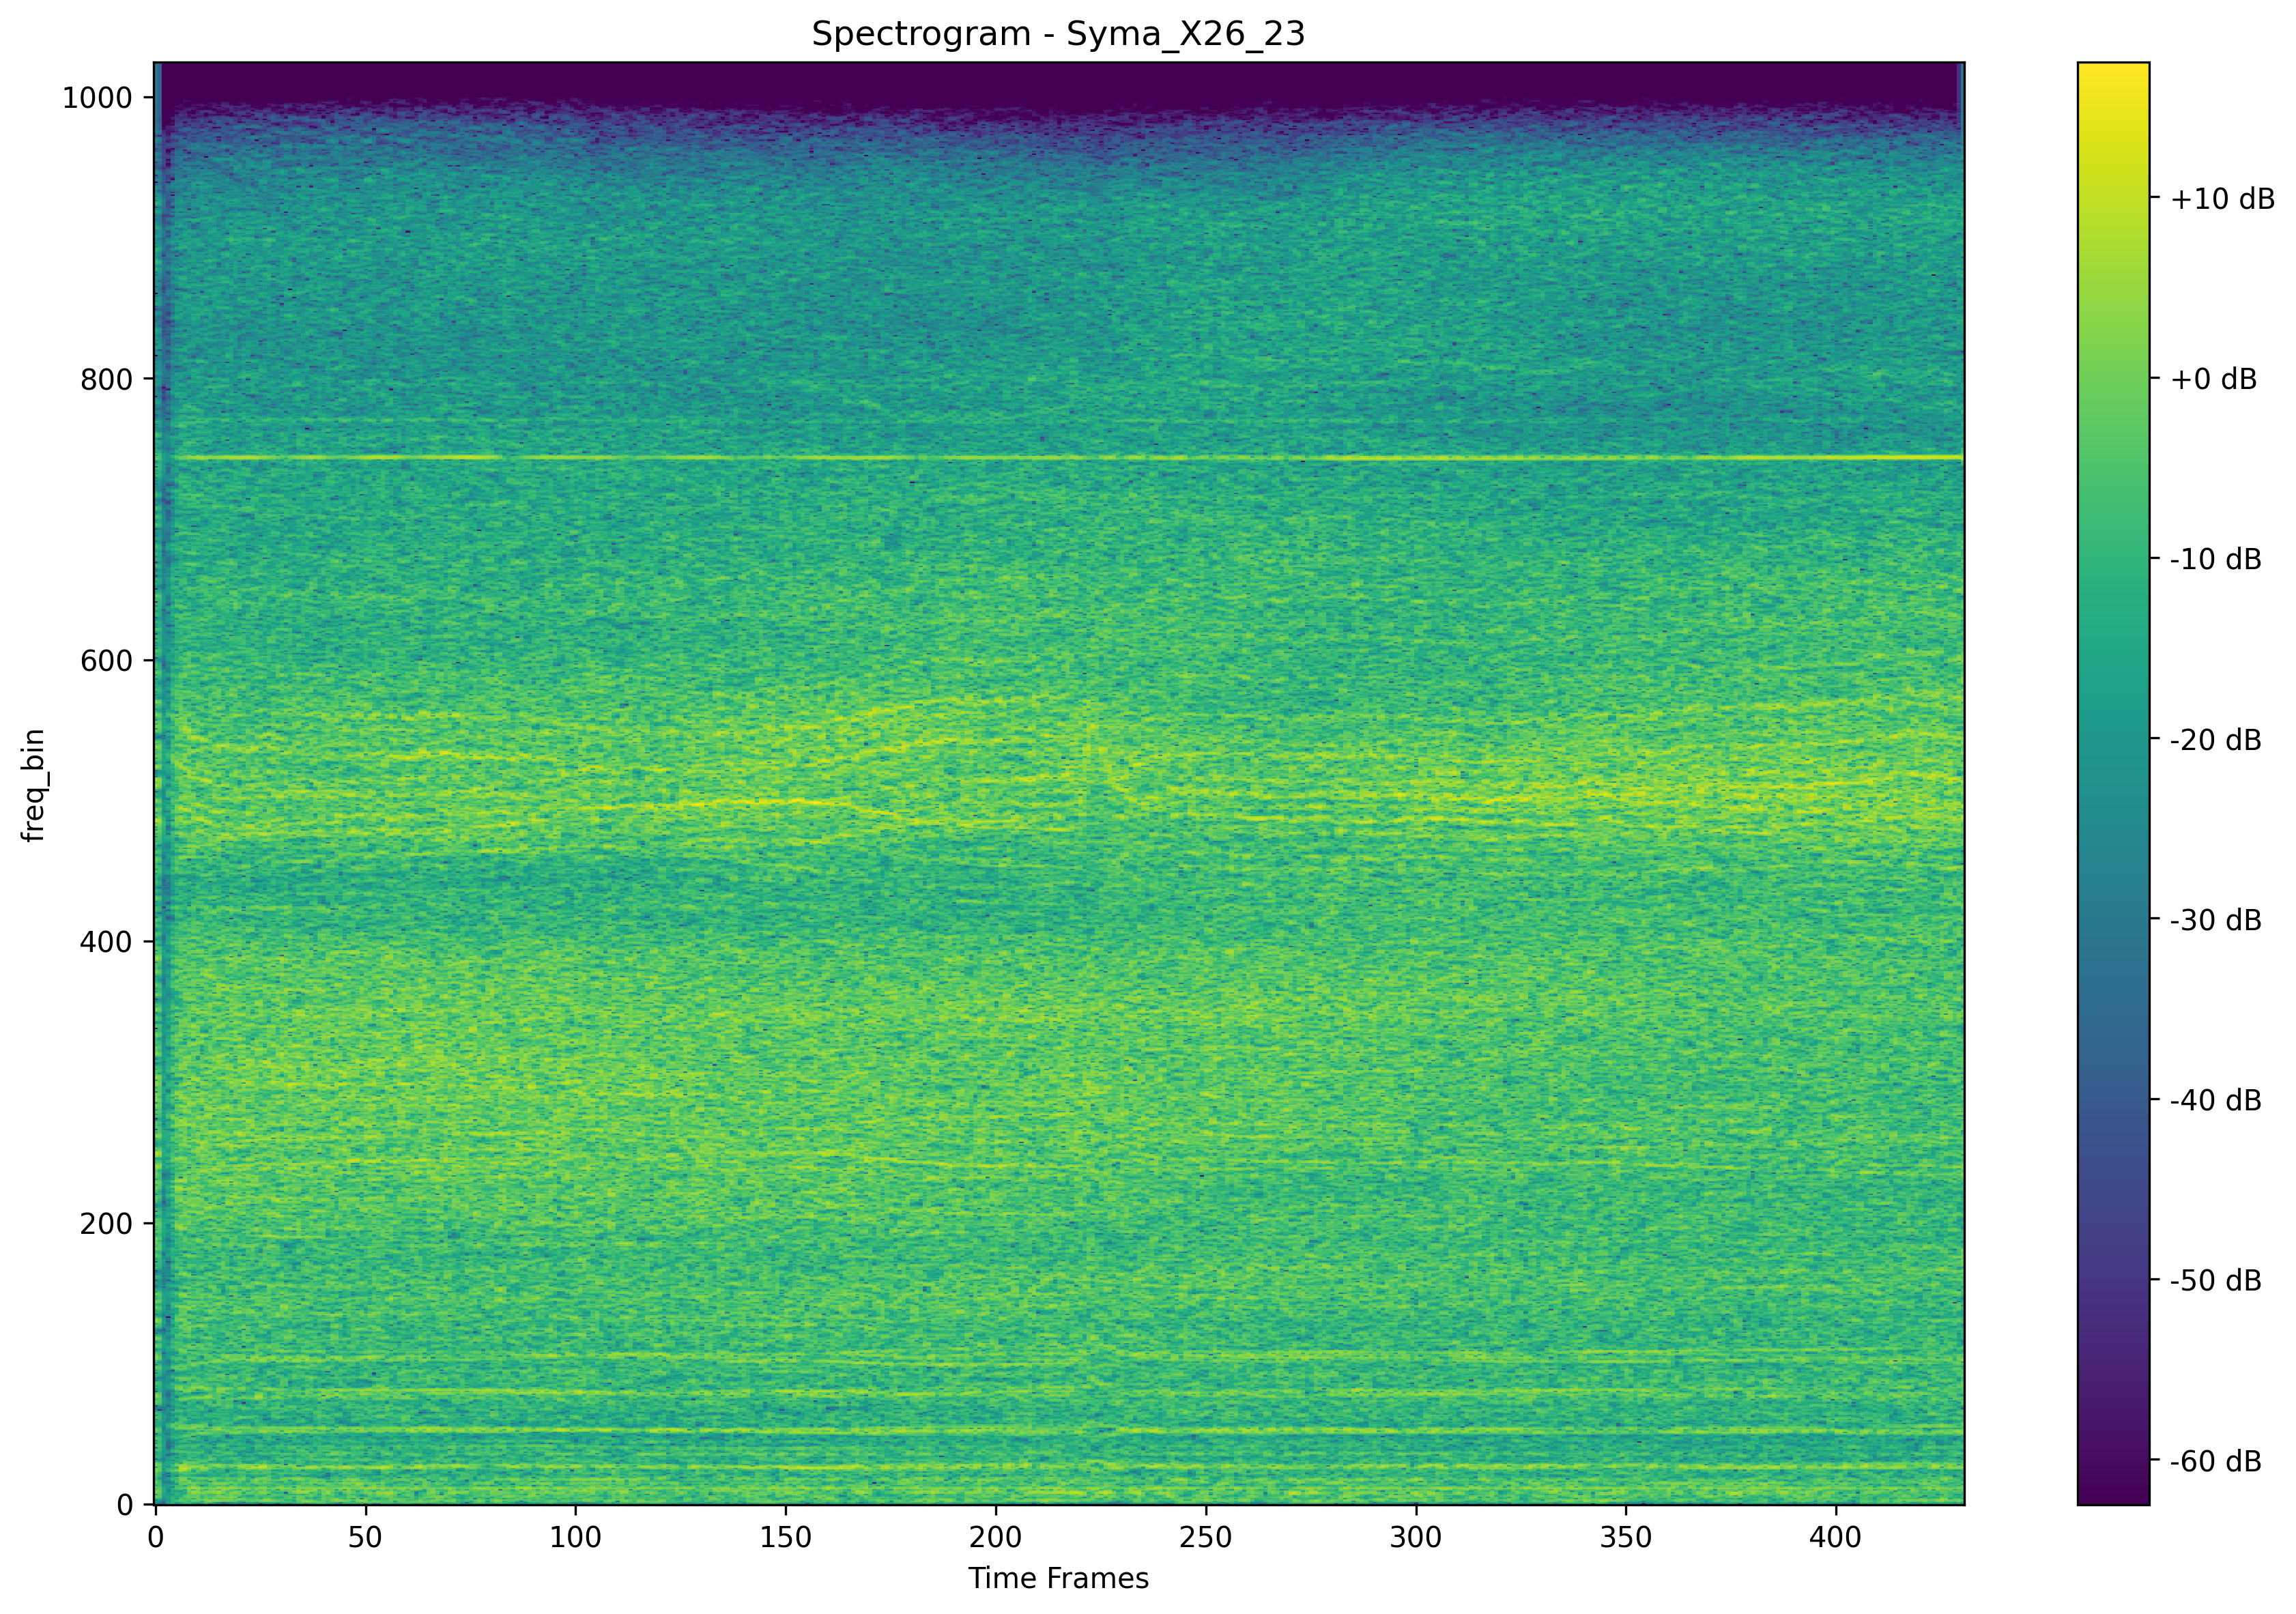 Spectrogram - Syma_X26_23
1000
800
600
400
200
0
freq_bin
0 50 100 150 200 250 300 350 400
Time Frames
+10 dB
+0 dB
-10 dB
-20 dB
-30 dB
-40 dB
-50 dB
-60 dB